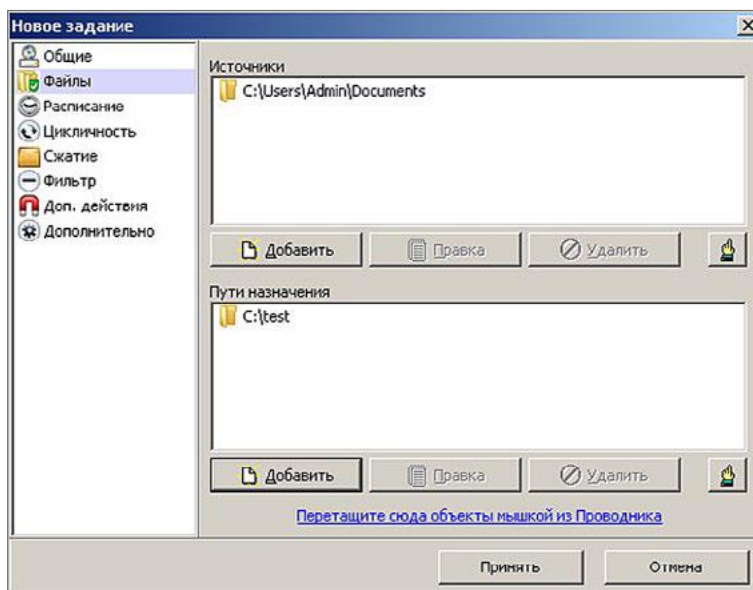 Новое задание
Общие
Файлы
Расписание
Цикличность
Сжатие
Фильтр
Доп. действия
Дополнительно
Источники
C:\Users\Admin\Documents
Добавить
Правка
Удалить
Пути назначения
C:\test
Добавить
Правка
Удалить
Перетащите сюда объекты мышкой из Проводника
Принять
Отмена